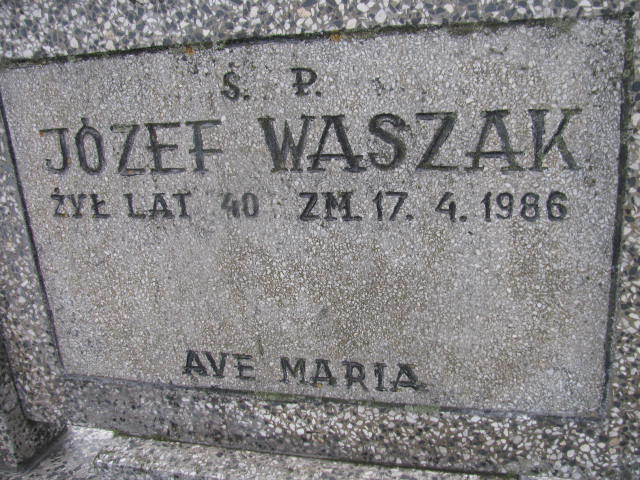 Ś. P.
JÓZEF WASZAK
ŻYŁ LAT 40 ZM. 17. 4. 1986
AVE MARIA